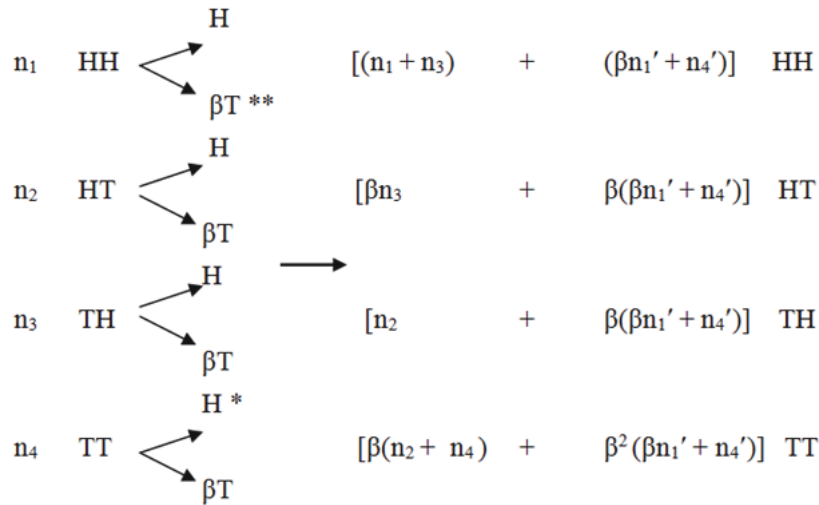 H
n₁ HH [(n₁ + n₃) + (βn₁′ + n₄′)] HH
βT **
H
n₂ HT [βn₃ + β(βn₁′ + n₄′)] HT
βT
H
n₃ TH [n₂ + β(βn₁′ + n₄′)] TH
βT
H *
n₄ TT [β(n₂ + n₄) + β²(βn₁′ + n₄′)] TT
βT